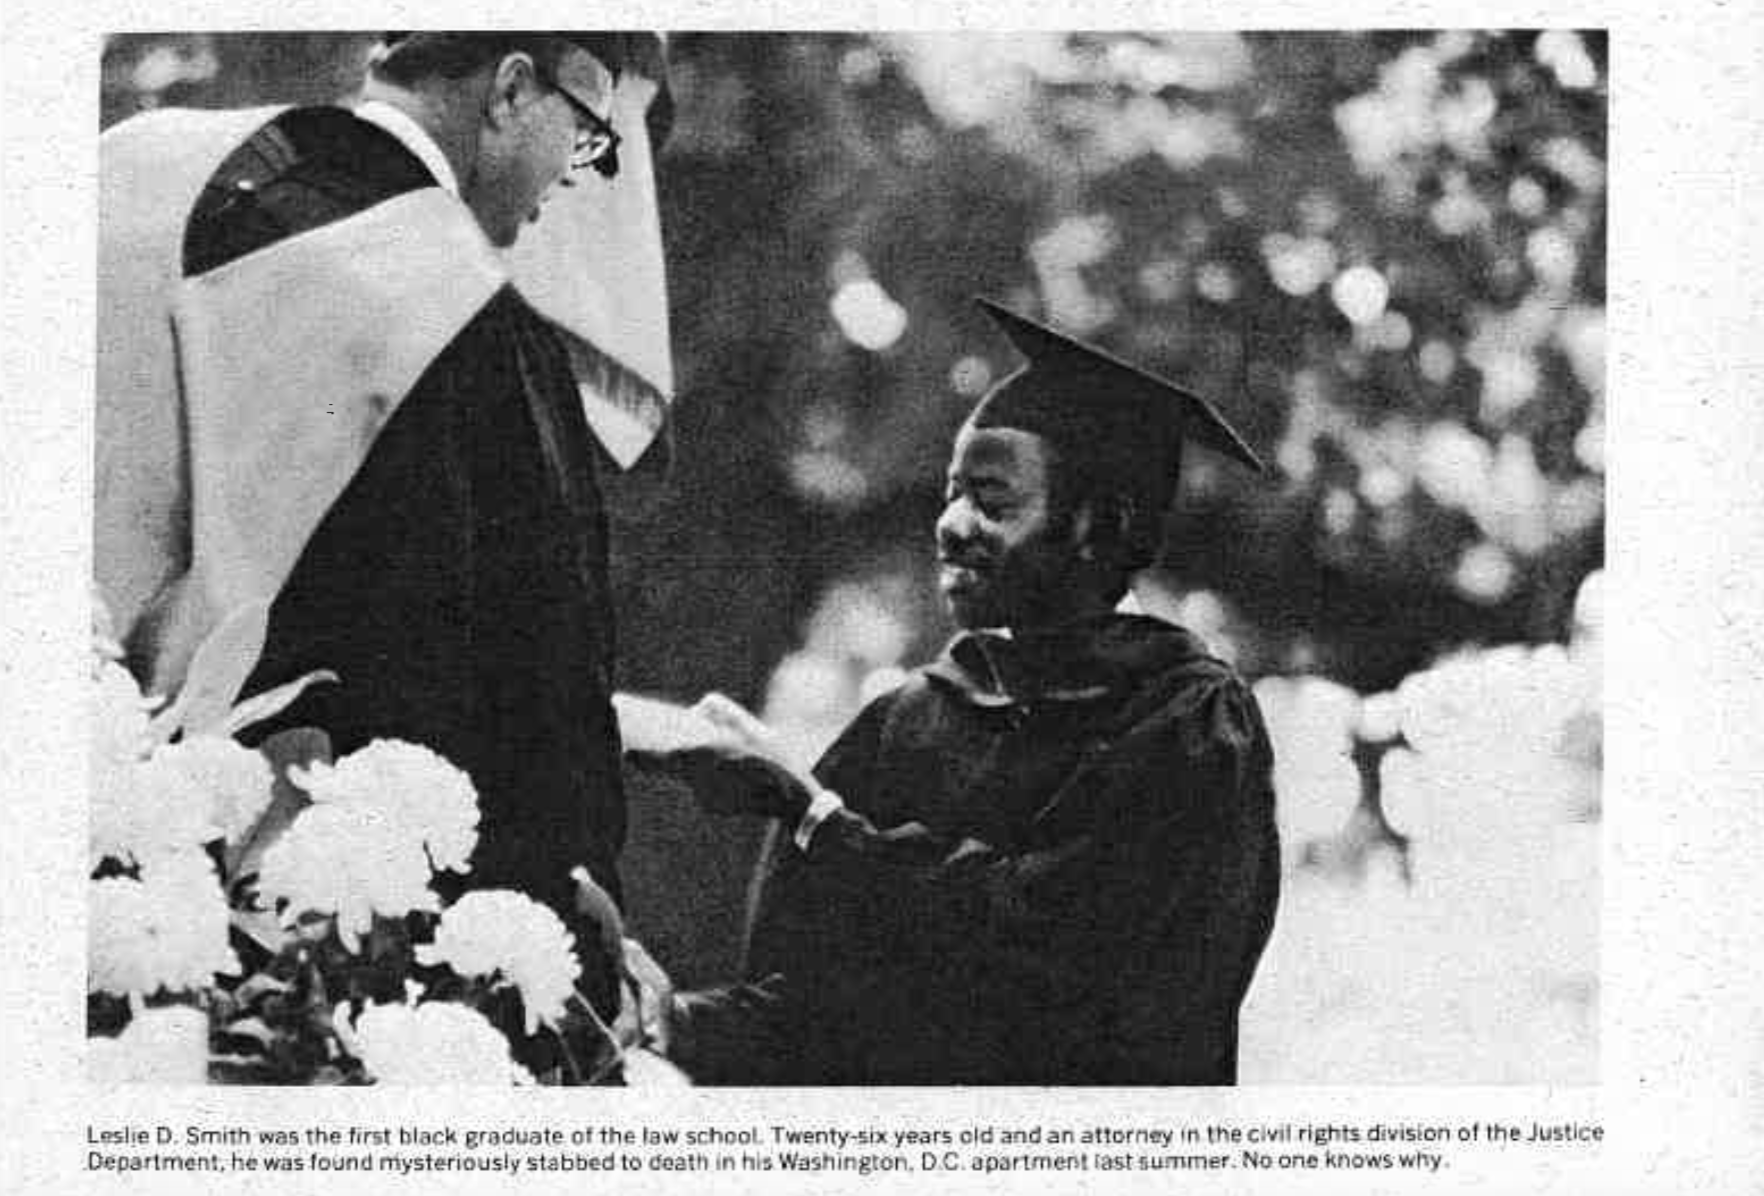 Leslie D. Smith was the first black graduate of the law school. Twenty-six years old and an attorney in the civil rights division of the Justice
Department, he was found mysteriously stabbed to death in his Washington, D.C. apartment last summer. No one knows why.